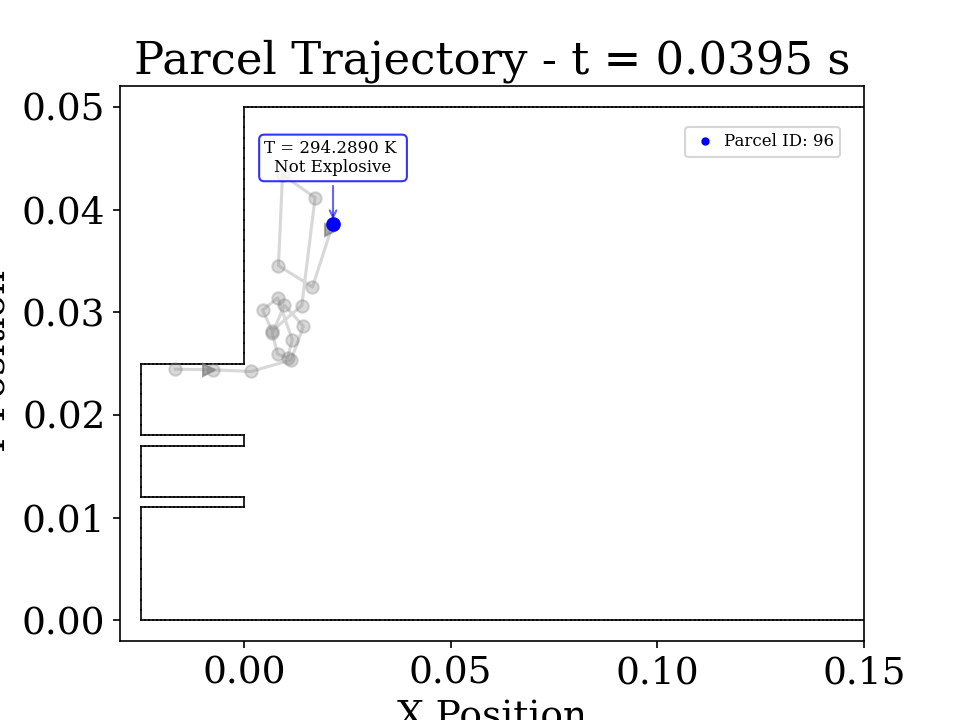 Parcel Trajectory - t = 0.0395 s
0.05
0.04
0.03
0.02
0.01
0.00
T = 294.2890 K
Not Explosive
Parcel ID: 96
0.00 0.05 0.10 0.15
X Position